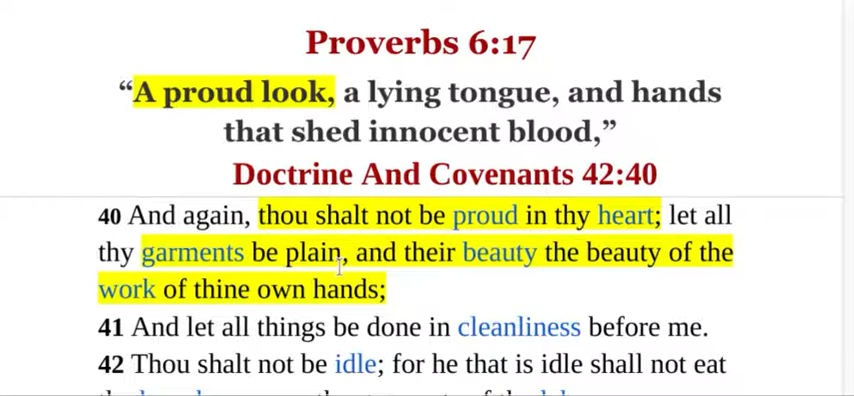 Proverbs 6:17
“A proud look, a lying tongue, and hands
that shed innocent blood,”
Doctrine And Covenants 42:40
40 And again, thou shalt not be proud in thy heart; let all
thy garments be plain, and their beauty the beauty of the
work of thine own hands;
41 And let all things be done in cleanliness before me.
42 Thou shalt not be idle; for he that is idle shall not eat